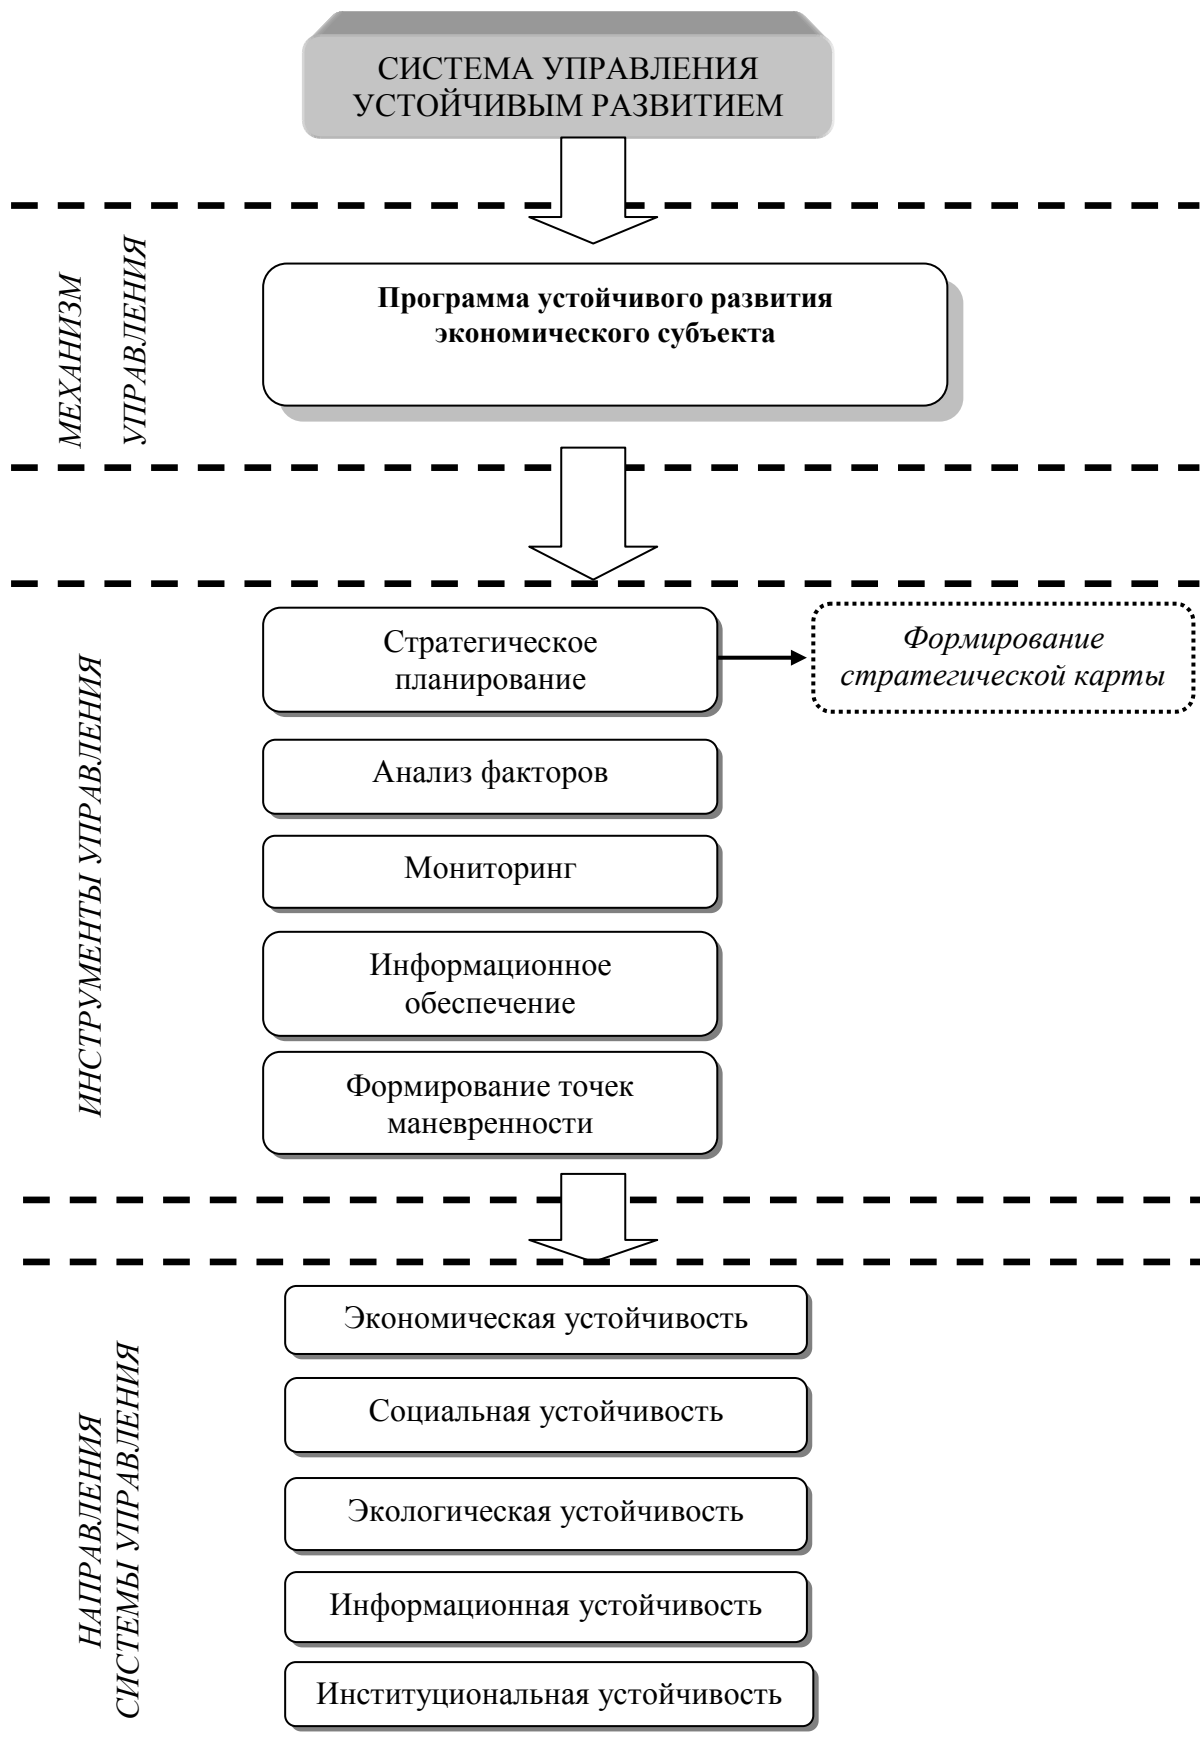 СИСТЕМА УПРАВЛЕНИЯ
УСТОЙЧИВЫМ РАЗВИТИЕМ
МЕХАНИЗМ
УПРАВЛЕНИЯ
Программа устойчивого развития
экономического субъекта
ИНСТРУМЕНТЫ УПРАВЛЕНИЯ
Стратегическое
планирование
Формирование
стратегической карты
Анализ факторов
Мониторинг
Информационное
обеспечение
Формирование точек
маневренности
НАПРАВЛЕНИЯ
СИСТЕМЫ УПРАВЛЕНИЯ
Экономическая устойчивость
Социальная устойчивость
Экологическая устойчивость
Информационная устойчивость
Институциональная устойчивость